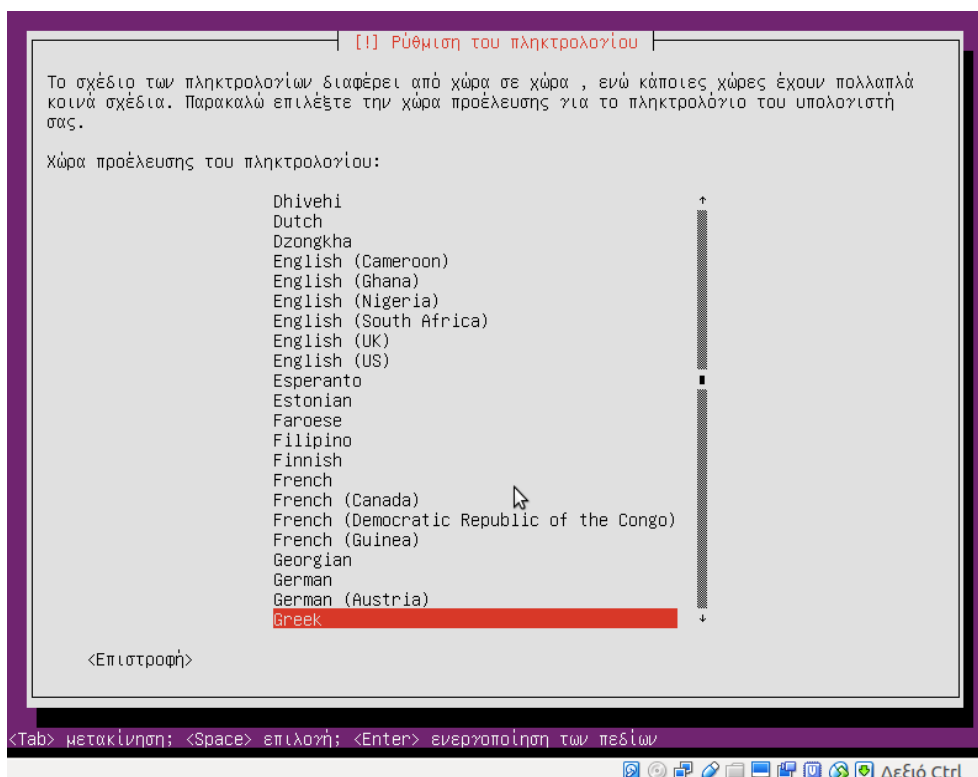 [!] Ρύθμιση του πληκτρολογίου
Το σχέδιο των πληκτρολογίων διαφέρει από χώρα σε χώρα , ενώ κάποιες χώρες έχουν πολλαπλά
κοινά σχέδια. Παρακαλώ επιλέξτε την χώρα προέλευσης για το πληκτρολόγιο του υπολογιστή
σας.
Χώρα προέλευσης του πληκτρολογίου:
Dhivehi
Dutch
Dzongkha
English (Cameroon)
English (Ghana)
English (Nigeria)
English (South Africa)
English (UK)
English (US)
Esperanto
Estonian
Faroese
Filipino
Finnish
French
French (Canada)
French (Democratic Republic of the Congo)
French (Guinea)
Georgian
German
German (Austria)
Greek
<Επιστροφή>
<Tab> μετακίνηση; <Space> επιλογή; <Enter> ενεργοποίηση των πεδίων
Δεξιό Ctrl